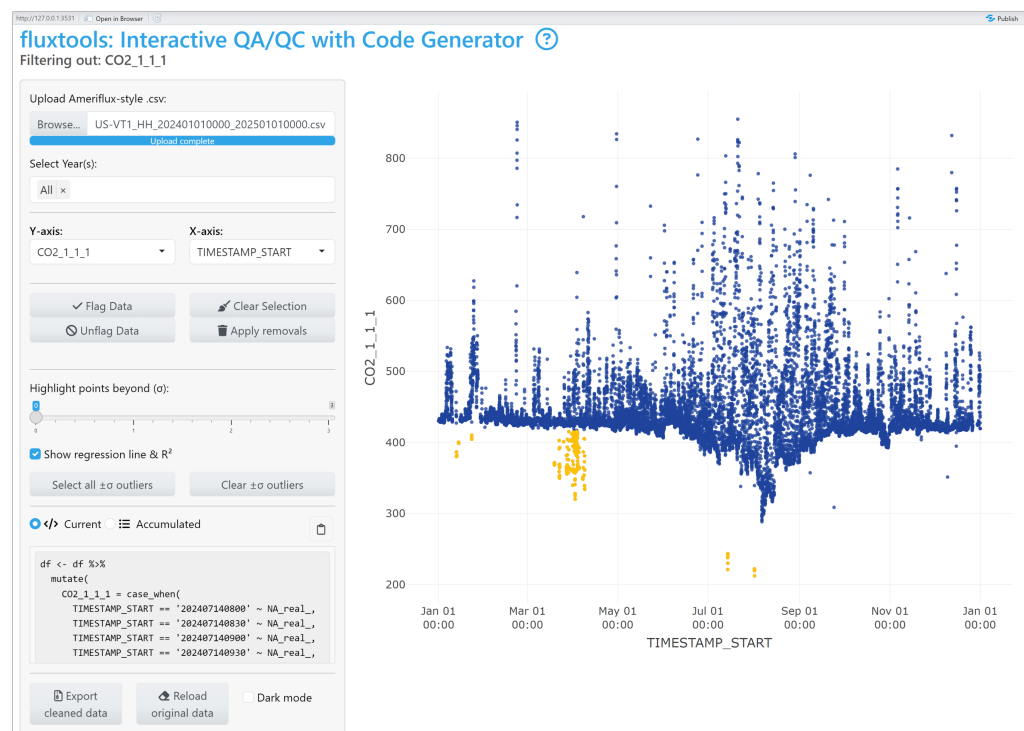 http://127.0.0.1:3531 Open in Browser Publish
fluxtools: Interactive QA/QC with Code Generator ?
Filtering out: CO2_1_1_1
Upload Ameriflux-style .csv:
Browse... US-VT1_HH_202401010000_202501010000.csv
Upload complete
Select Year(s):
All ×
Y-axis: X-axis:
CO2_1_1_1 TIMESTAMP_START
Flag Data Clear Selection
Unflag Data Apply removals
Highlight points beyond (σ):
0 3
0 1 2 3
Show regression line & R²
Select all ±σ outliers Clear ±σ outliers
</> Current Accumulated
df <- df %>%
mutate(
CO2_1_1_1 = case_when(
TIMESTAMP_START == '202407140800' ~ NA_real_,
TIMESTAMP_START == '202407140830' ~ NA_real_,
TIMESTAMP_START == '202407140900' ~ NA_real_,
TIMESTAMP_START == '202407140930' ~ NA_real_,
Export cleaned data
Reload original data
Dark mode
CO2_1_1_1
800
700
600
500
400
300
200
Jan 01 Mar 01 May 01 Jul 01 Sep 01 Nov 01 Jan 01
00:00 00:00 00:00 00:00 00:00 00:00 00:00
TIMESTAMP_START